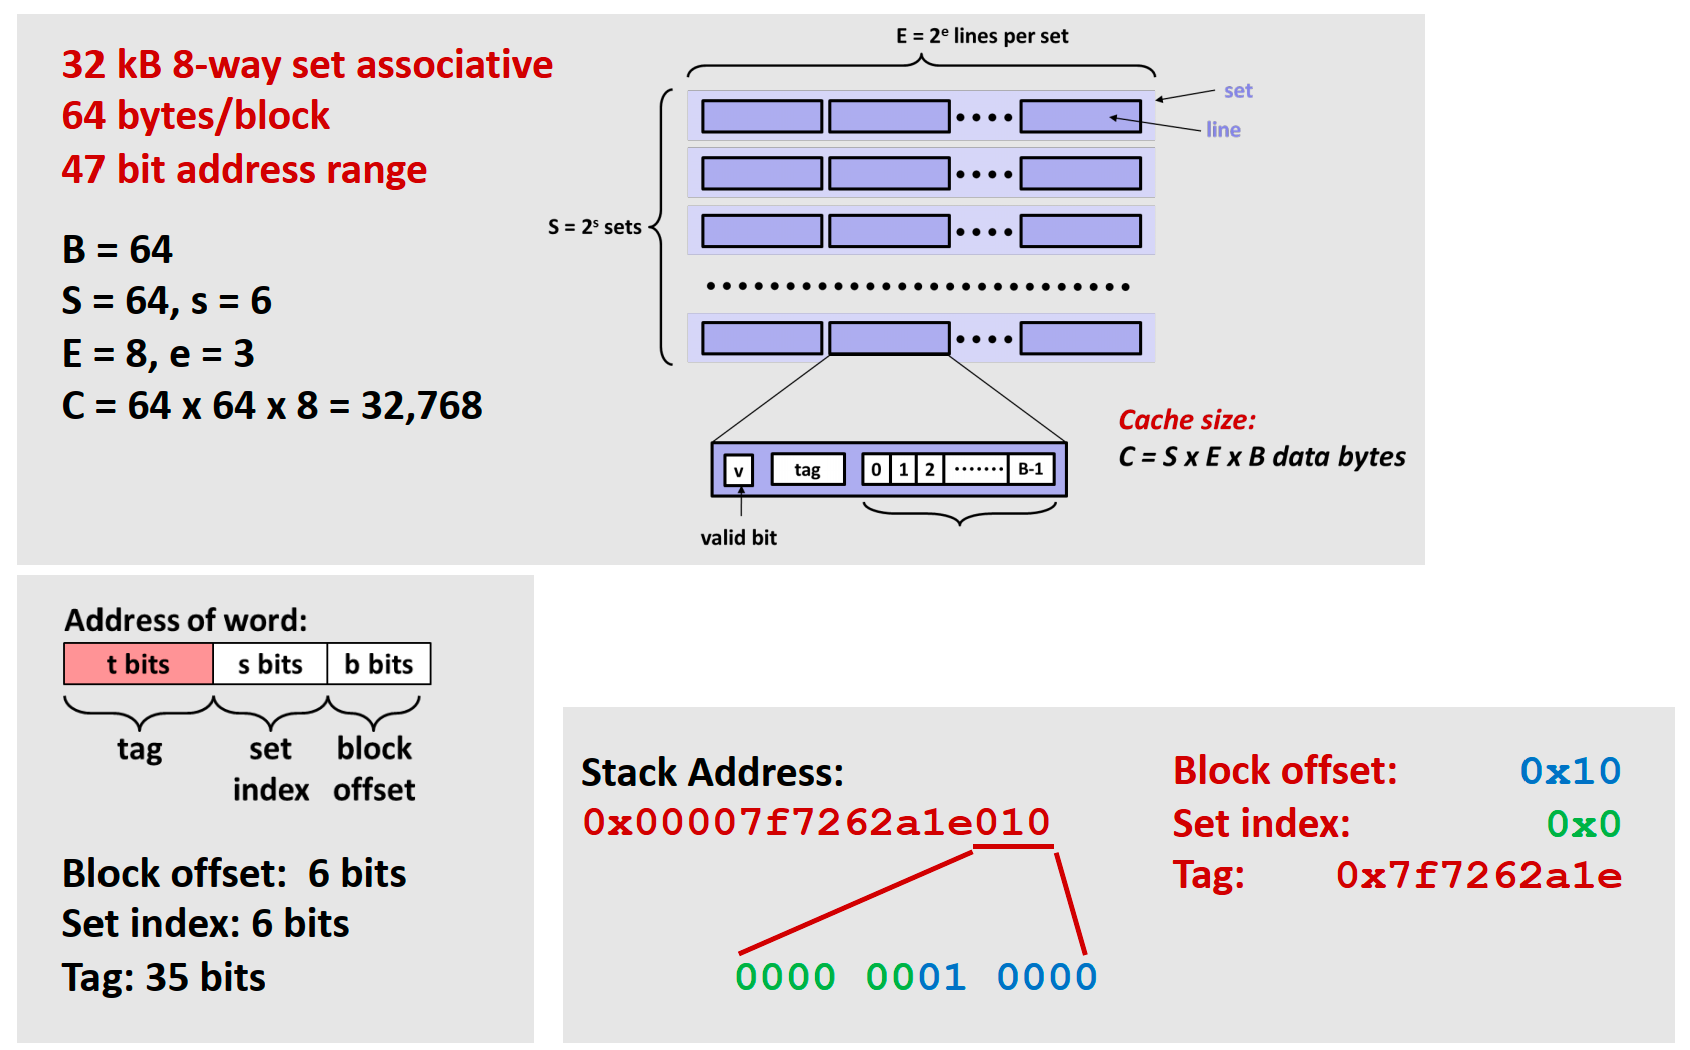 32 kB 8-way set associative
64 bytes/block
47 bit address range
B = 64
S = 64, s = 6
E = 8, e = 3
C = 64 x 64 x 8 = 32,768
E = 2ᵉ lines per set
set
line
S = 2ˢ sets
v
tag
0 1 2 ....... B-1
valid bit
Cache size:
C = S x E x B data bytes
Address of word:
t bits s bits b bits
tag set block
index offset
Block offset: 6 bits
Set index: 6 bits
Tag: 35 bits
Stack Address:
0x00007f7262a1e010
0000 0001 0000
Block offset: 0x10
Set index: 0x0
Tag: 0x7f7262a1e